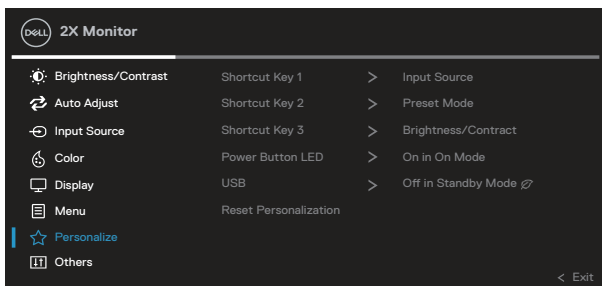 DELL 2X Monitor
Brightness/Contrast Shortcut Key 1 > Input Source
Auto Adjust Shortcut Key 2 > Preset Mode
Input Source Shortcut Key 3 > Brightness/Contract
Color Power Button LED > On in On Mode
Display USB > Off in Standby Mode
Menu Reset Personalization
Personalize
Others
< Exit